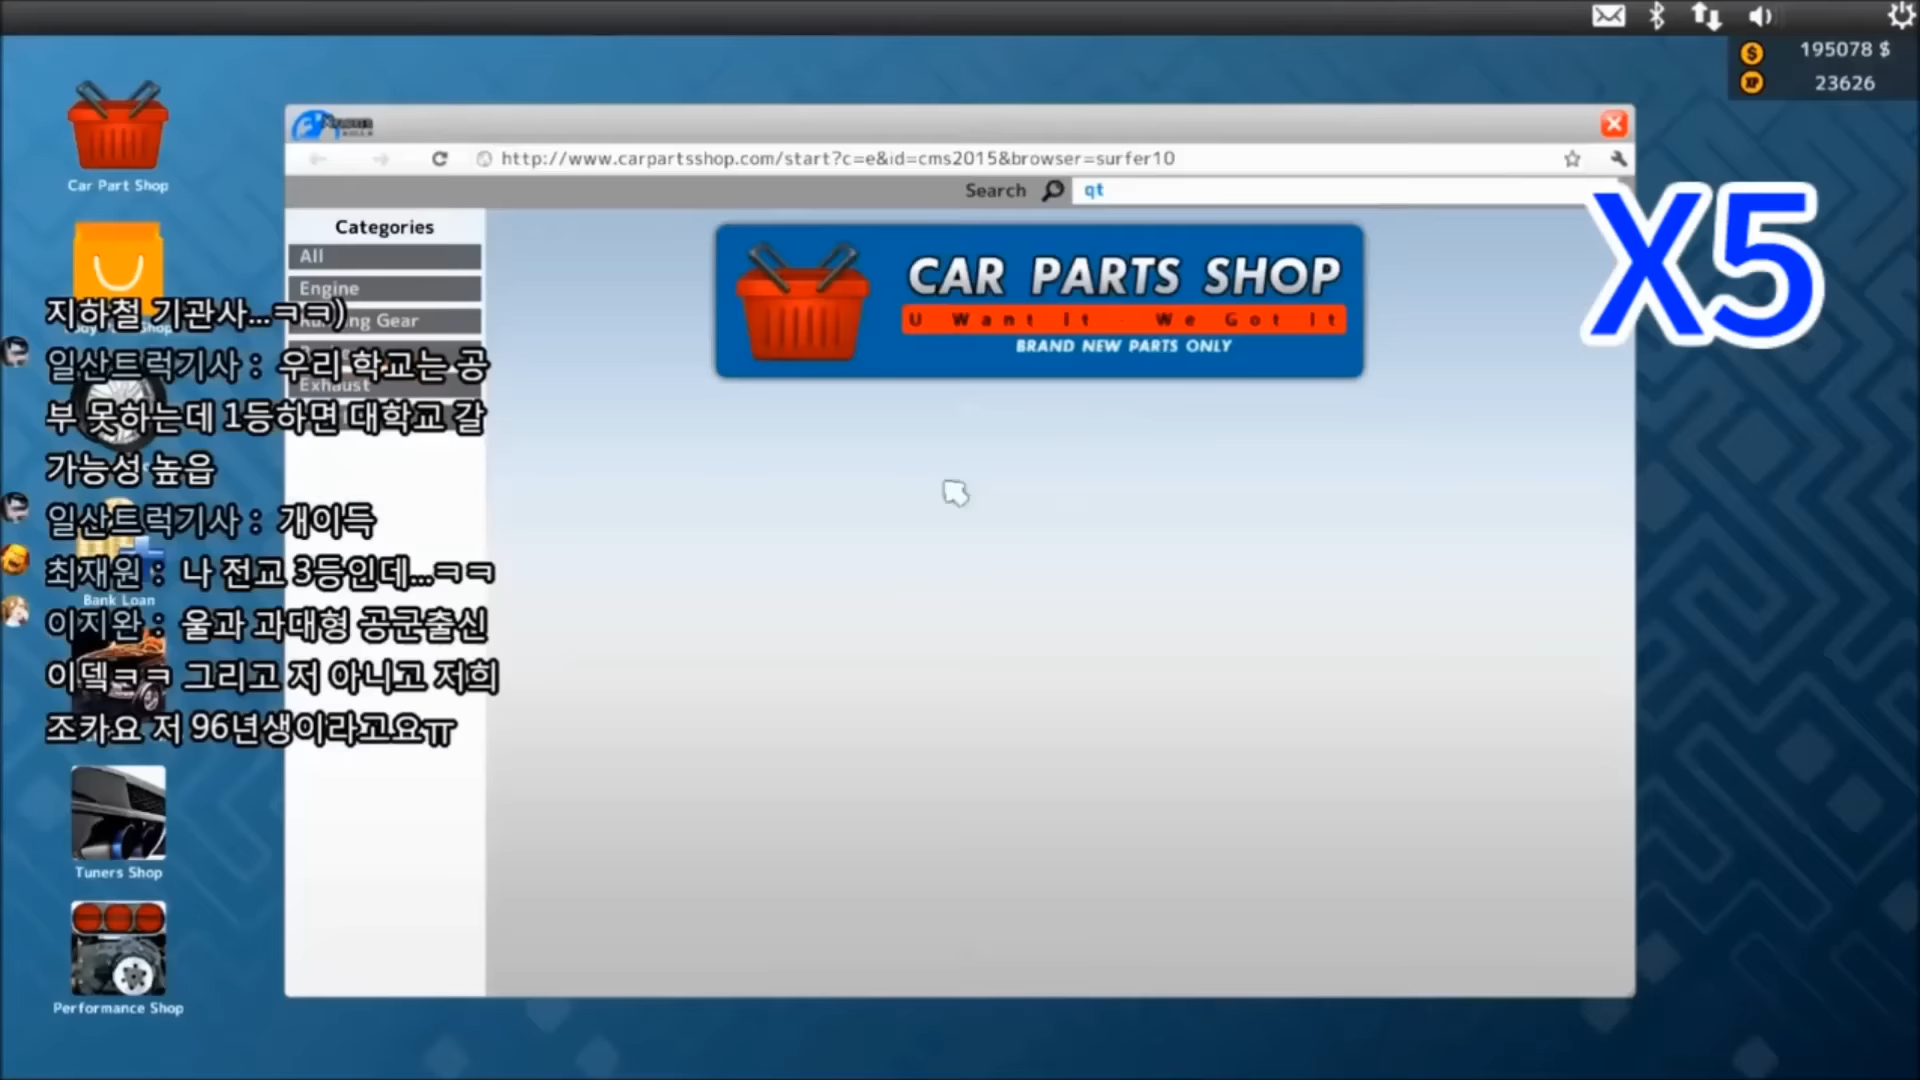 195078 $
23626
Car Part Shop
http://www.carpartsshop.com/start?c=e&id=cms2015&browser=surfer10
Search
qt
X5
Categories
All
Engine
Gear
Exhaust
CAR PARTS SHOP
U Want It - We Got It
BRAND NEW PARTS ONLY
지하철 기관사...ㅋㅋ)
일산트럭기사 : 우리 학교는 공
부 못하는데 1등하면 대학교 갈
가능성 높읍
일산트럭기사 : 개이득
최재원 : 나 전교 3등인데...ㅋㅋ
Bank Loan
이지완 : 울과 과대형 공군출신
이뎈ㅋㅋ 그리고 저 아니고 저희
조카요 저 96년생이라고요ㅠ
Tuners Shop
Performance Shop